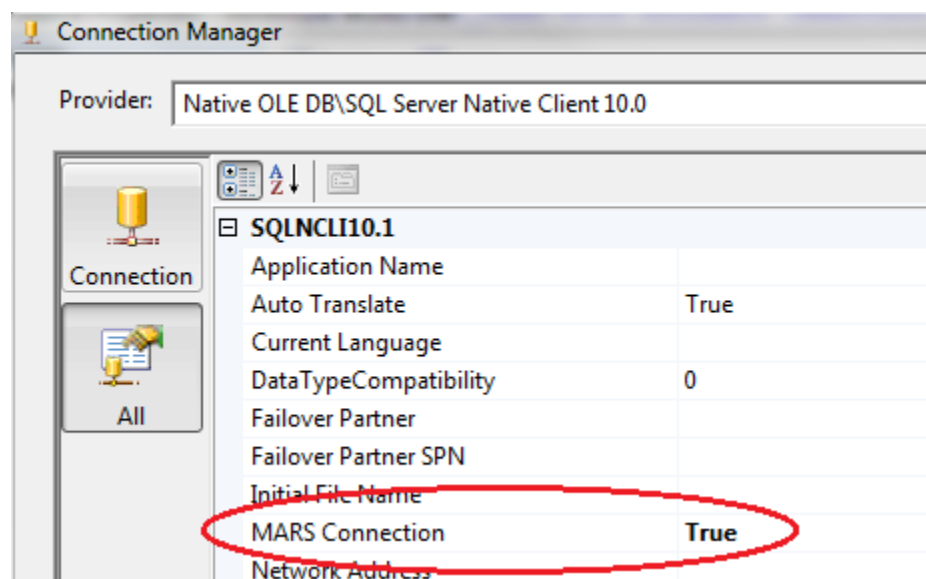 Connection Manager
Provider: Native OLE DB\SQL Server Native Client 10.0
Connection
All
SQLNCLI10.1
Application Name
Auto Translate True
Current Language
DataTypeCompatibility 0
Failover Partner
Failover Partner SPN
Initial File Name
MARS Connection True
Network Address